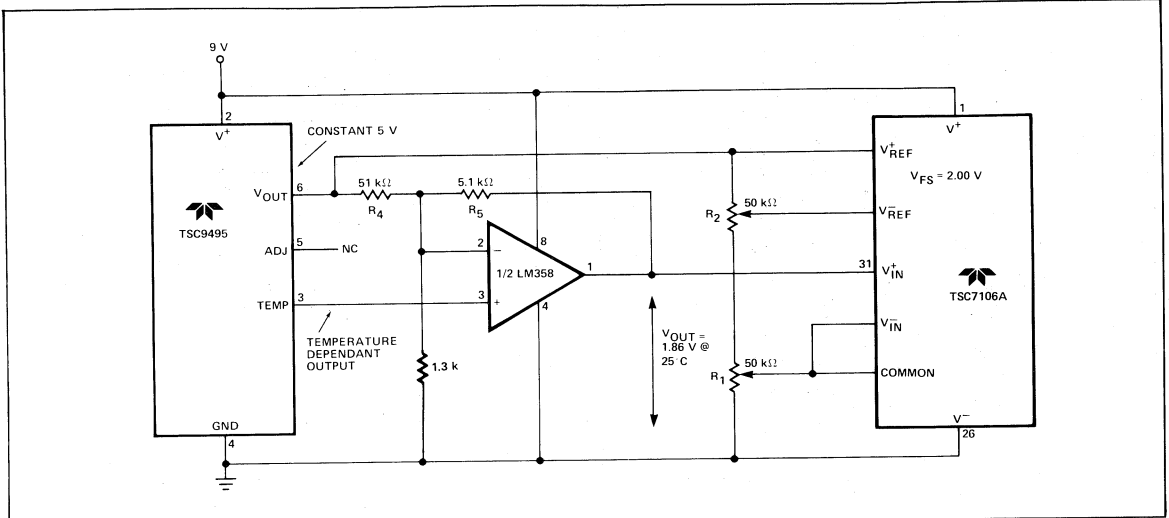 9 V
2
V+
CONSTANT 5 V
VOUT
6
51 kΩ
R4
5.1 kΩ
R5
TSC9495
ADJ
5
NC
TEMP
3
TEMPERATURE
DEPENDANT
OUTPUT
GND
4
2
−
3
+
1/2 LM358
8
4
1
1.3 k
VOUT =
1.86 V @
25°C
R2
50 kΩ
R1
50 kΩ
1
V+
V+REF
VFS = 2.00 V
V−REF
31
V+IN
TSC7106A
V−IN
COMMON
V−
26